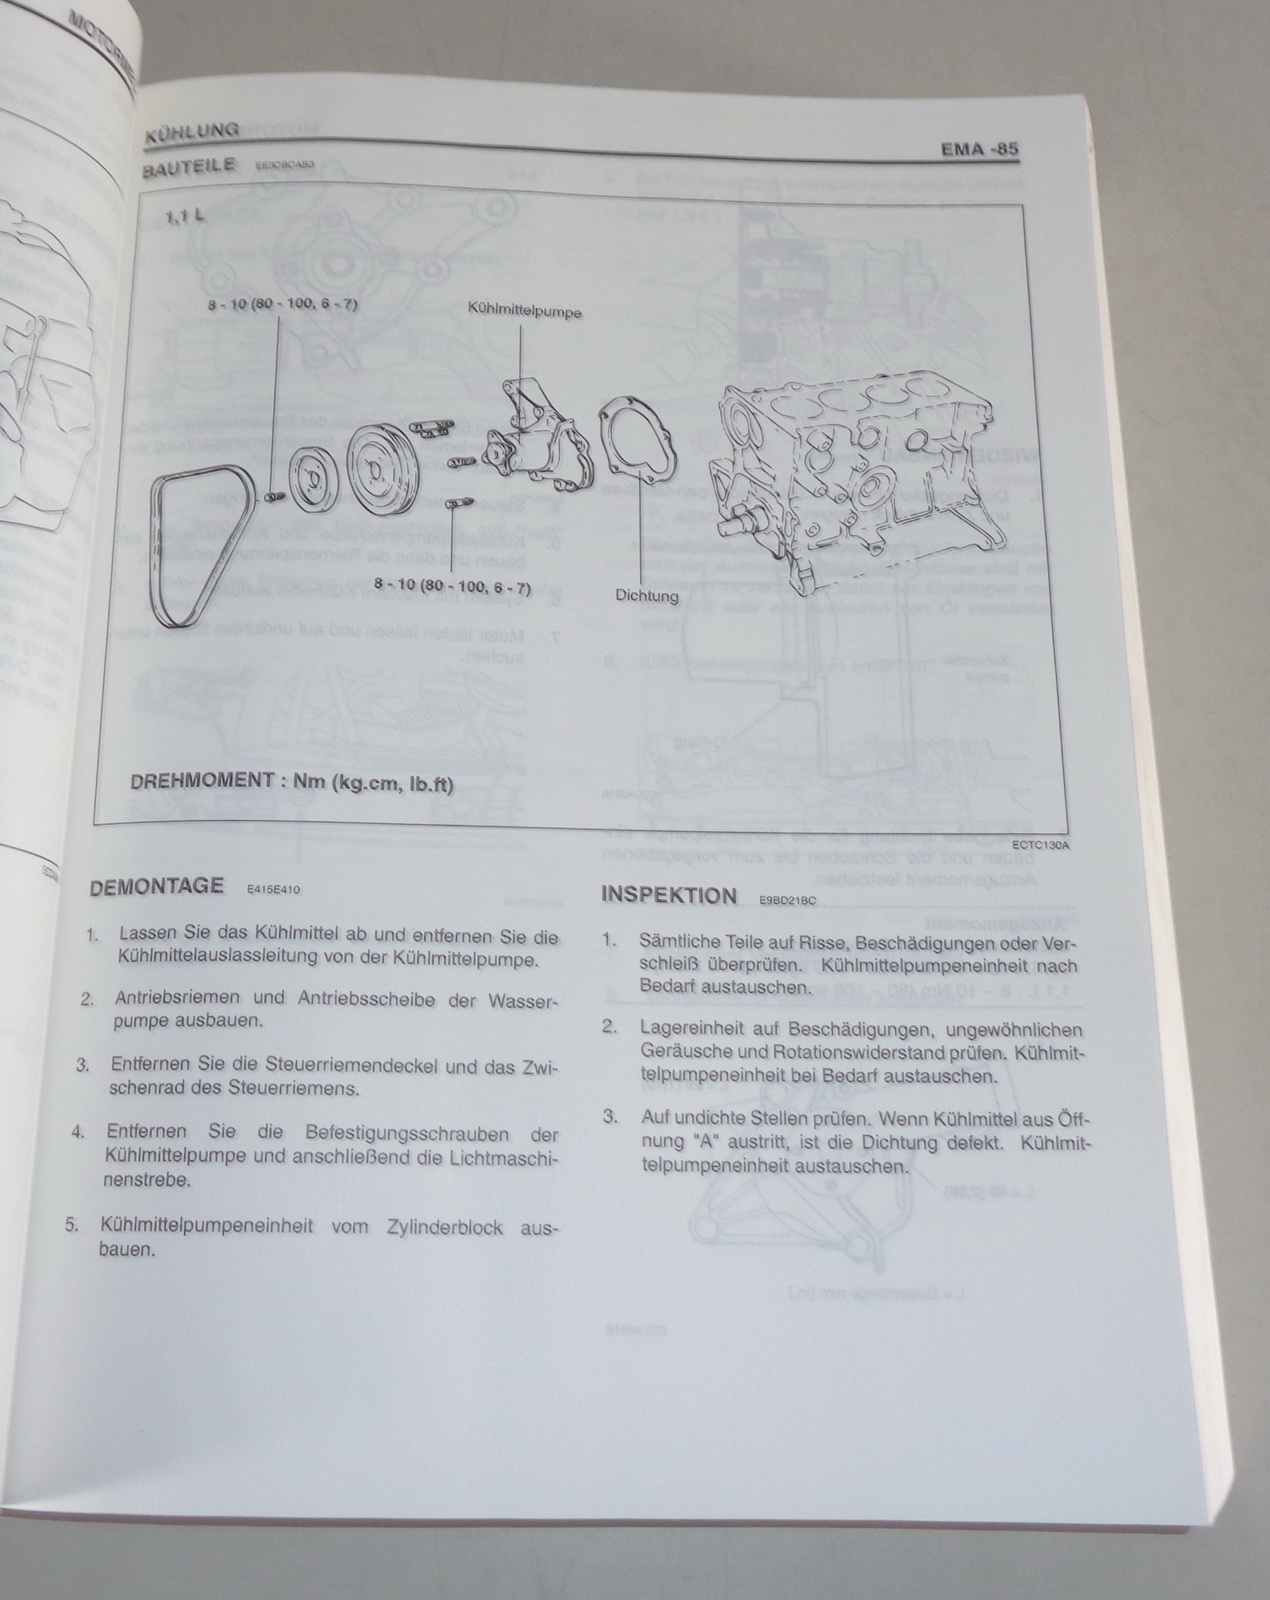 KÜHLUNG
EMA -85
BAUTEILE EE3C9CAB3
1,1 L
8 - 10 (80 - 100, 6 - 7)
Kühlmittelpumpe
8 - 10 (80 - 100, 6 - 7)
Dichtung
DREHMOMENT : Nm (kg.cm, lb.ft)
ECTC130A
DEMONTAGE E415E410
1. Lassen Sie das Kühlmittel ab und entfernen Sie die
Kühlmittelauslassleitung von der Kühlmittelpumpe.
2. Antriebsriemen und Antriebsscheibe der Wasser-
pumpe ausbauen.
3. Entfernen Sie die Steuerriemendeckel und das Zwi-
schenrad des Steuerriemens.
4. Entfernen Sie die Befestigungsschrauben der
Kühlmittelpumpe und anschließend die Lichtmaschi-
nenstrebe.
5. Kühlmittelpumpeneinheit vom Zylinderblock aus-
bauen.
INSPEKTION E9BD21BC
1. Sämtliche Teile auf Risse, Beschädigungen oder Ver-
schleiß überprüfen. Kühlmittelpumpeneinheit nach
Bedarf austauschen.
2. Lagereinheit auf Beschädigungen, ungewöhnlichen
Geräusche und Rotationswiderstand prüfen. Kühlmit-
telpumpeneinheit bei Bedarf austauschen.
3. Auf undichte Stellen prüfen. Wenn Kühlmittel aus Öff-
nung "A" austritt, ist die Dichtung defekt. Kühlmit-
telpumpeneinheit austauschen.